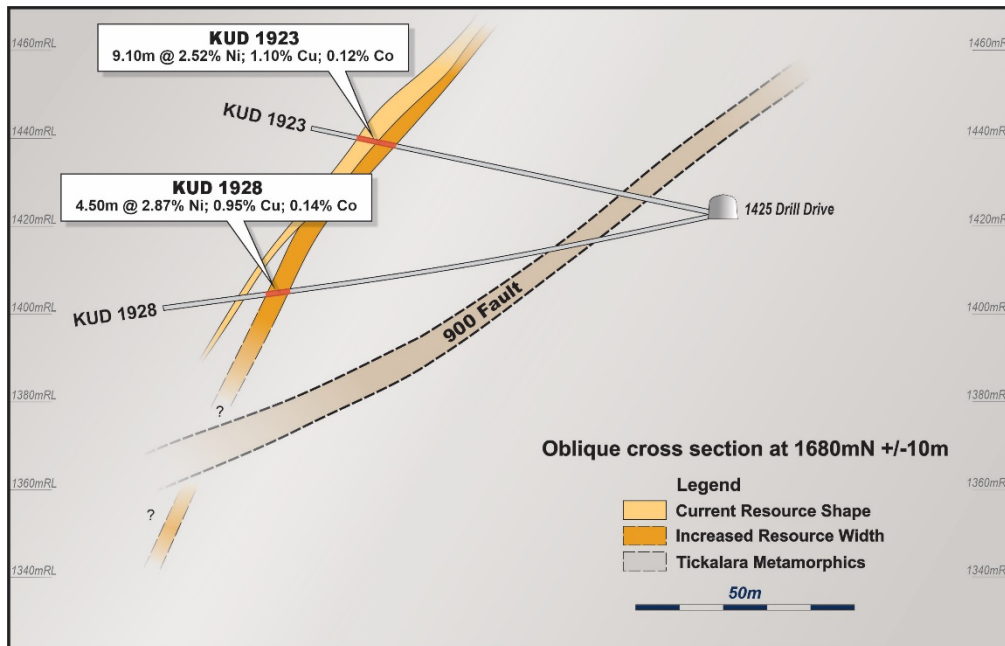 1460mRL
1440mRL
1420mRL
1400mRL
1380mRL
1360mRL
1340mRL
KUD 1923
9.10m @ 2.52% Ni; 1.10% Cu; 0.12% Co
KUD 1923
KUD 1928
4.50m @ 2.87% Ni; 0.95% Cu; 0.14% Co
KUD 1928
1425 Drill Drive
900 Fault
?
?
1460mRL
1440mRL
1420mRL
1400mRL
1380mRL
1360mRL
1340mRL
Oblique cross section at 1680mN +/-10m
Legend
Current Resource Shape
Increased Resource Width
Tickalara Metamorphics
50m